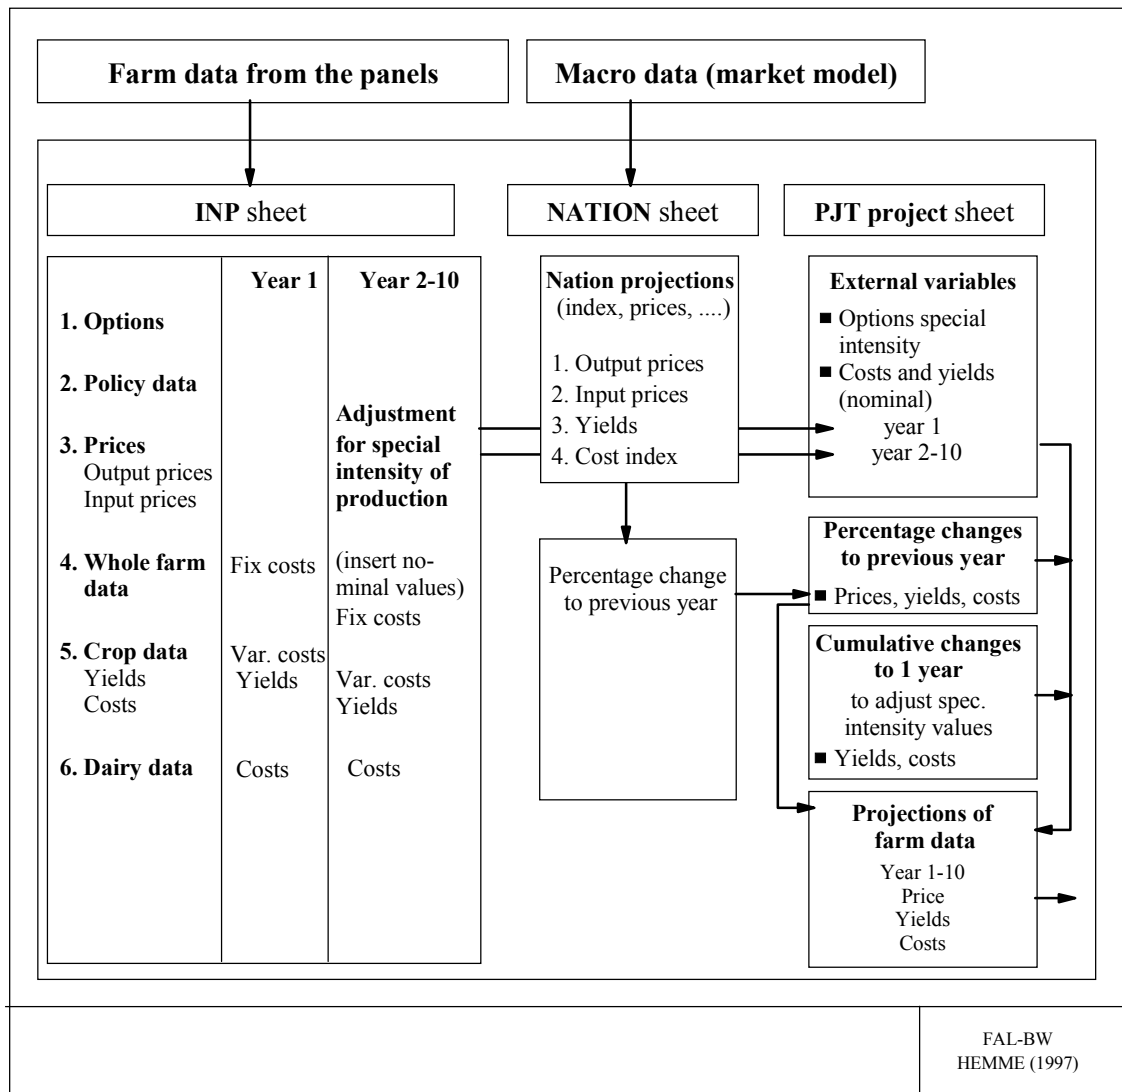 Farm data from the panels
Macro data (market model)
INP sheet
NATION sheet
PJT project sheet
Year 1
Year 2-10
1. Options
2. Policy data
3. Prices
Output prices
Input prices
Adjustment
for special
intensity of
production
4. Whole farm
data
Fix costs
(insert no-
minal values)
Fix costs
5. Crop data
Yields
Costs
Var. costs
Yields
Var. costs
Yields
6. Dairy data
Costs
Costs
Nation projections
(index, prices, ....)
1. Output prices
2. Input prices
3. Yields
4. Cost index
Percentage change
to previous year
External variables
■ Options special
intensity
■ Costs and yields
(nominal)
year 1
year 2-10
Percentage changes
to previous year
■ Prices, yields, costs
Cumulative changes
to 1 year
to adjust spec.
intensity values
■ Yields, costs
Projections of
farm data
Year 1-10
Price
Yields
Costs
FAL-BW
HEMME (1997)